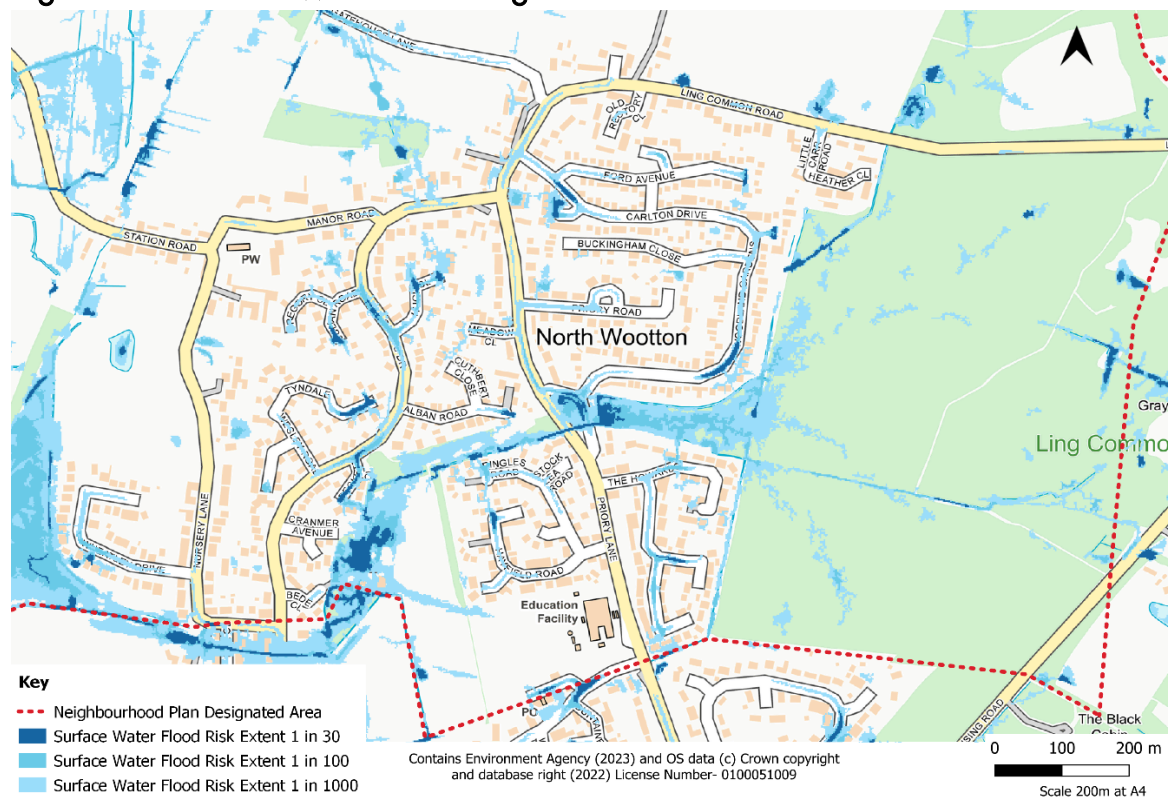 LING COMMON ROAD
OLD
RECTORY
CL
LITTLE
CARR
ROAD
HEATHER CL
FORD AVENUE
CARLTON DRIVE
BUCKINGHAM CLOSE
MANOR ROAD
STATION ROAD
PW
PRIORY ROAD
MEADOW
CL
North Wootton
CUTHBERT
CLOSE
TYNDALE
ALBAN ROAD
Gray
Ling Commo
THE HOWARDS
PRIORY LANE
CRANMER
AVENUE
NURSERY LANE
BEDE
CL
HAYFIELD ROAD
Education
Facility
The Black
Cabin
SING ROAD
Key
Neighbourhood Plan Designated Area
Surface Water Flood Risk Extent 1 in 30
Surface Water Flood Risk Extent 1 in 100
Surface Water Flood Risk Extent 1 in 1000
Contains Environment Agency (2023) and OS data (c) Crown copyright
and database right (2022) License Number- 0100051009
0 100 200 m
Scale 200m at A4